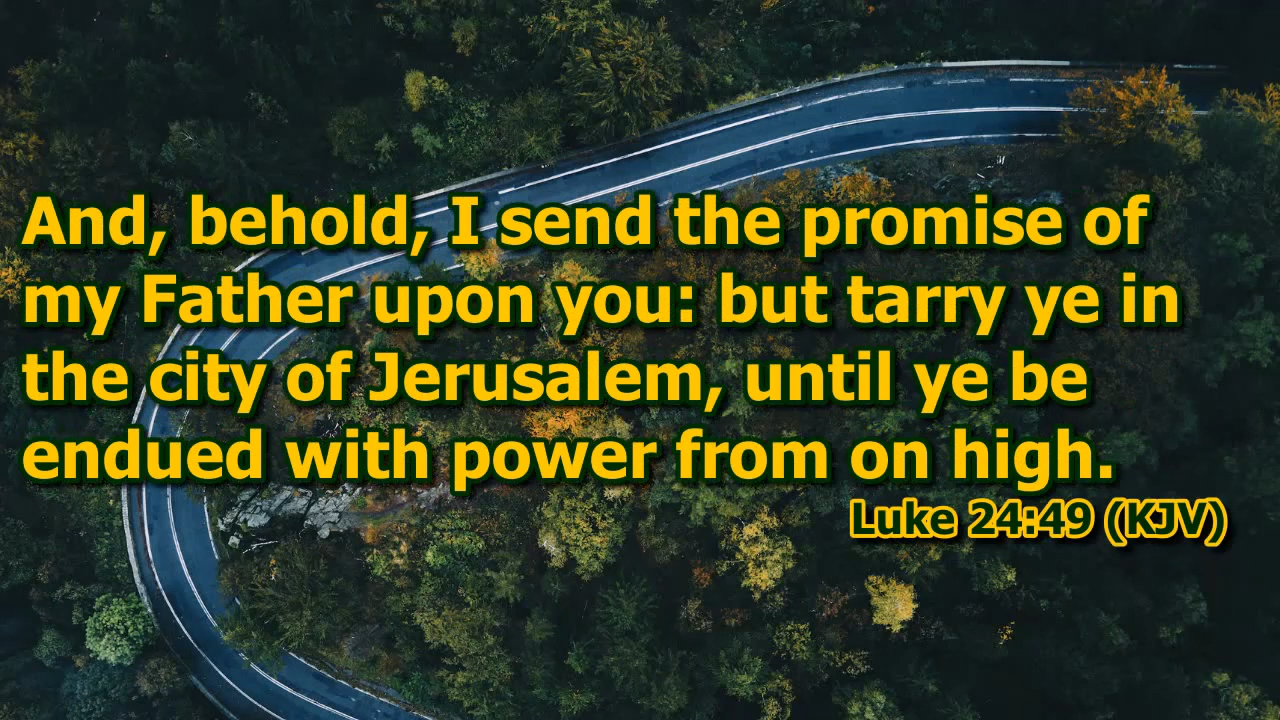 And, behold, I send the promise of
my Father upon you: but tarry ye in
the city of Jerusalem, until ye be
endued with power from on high.
Luke 24:49 (KJV)